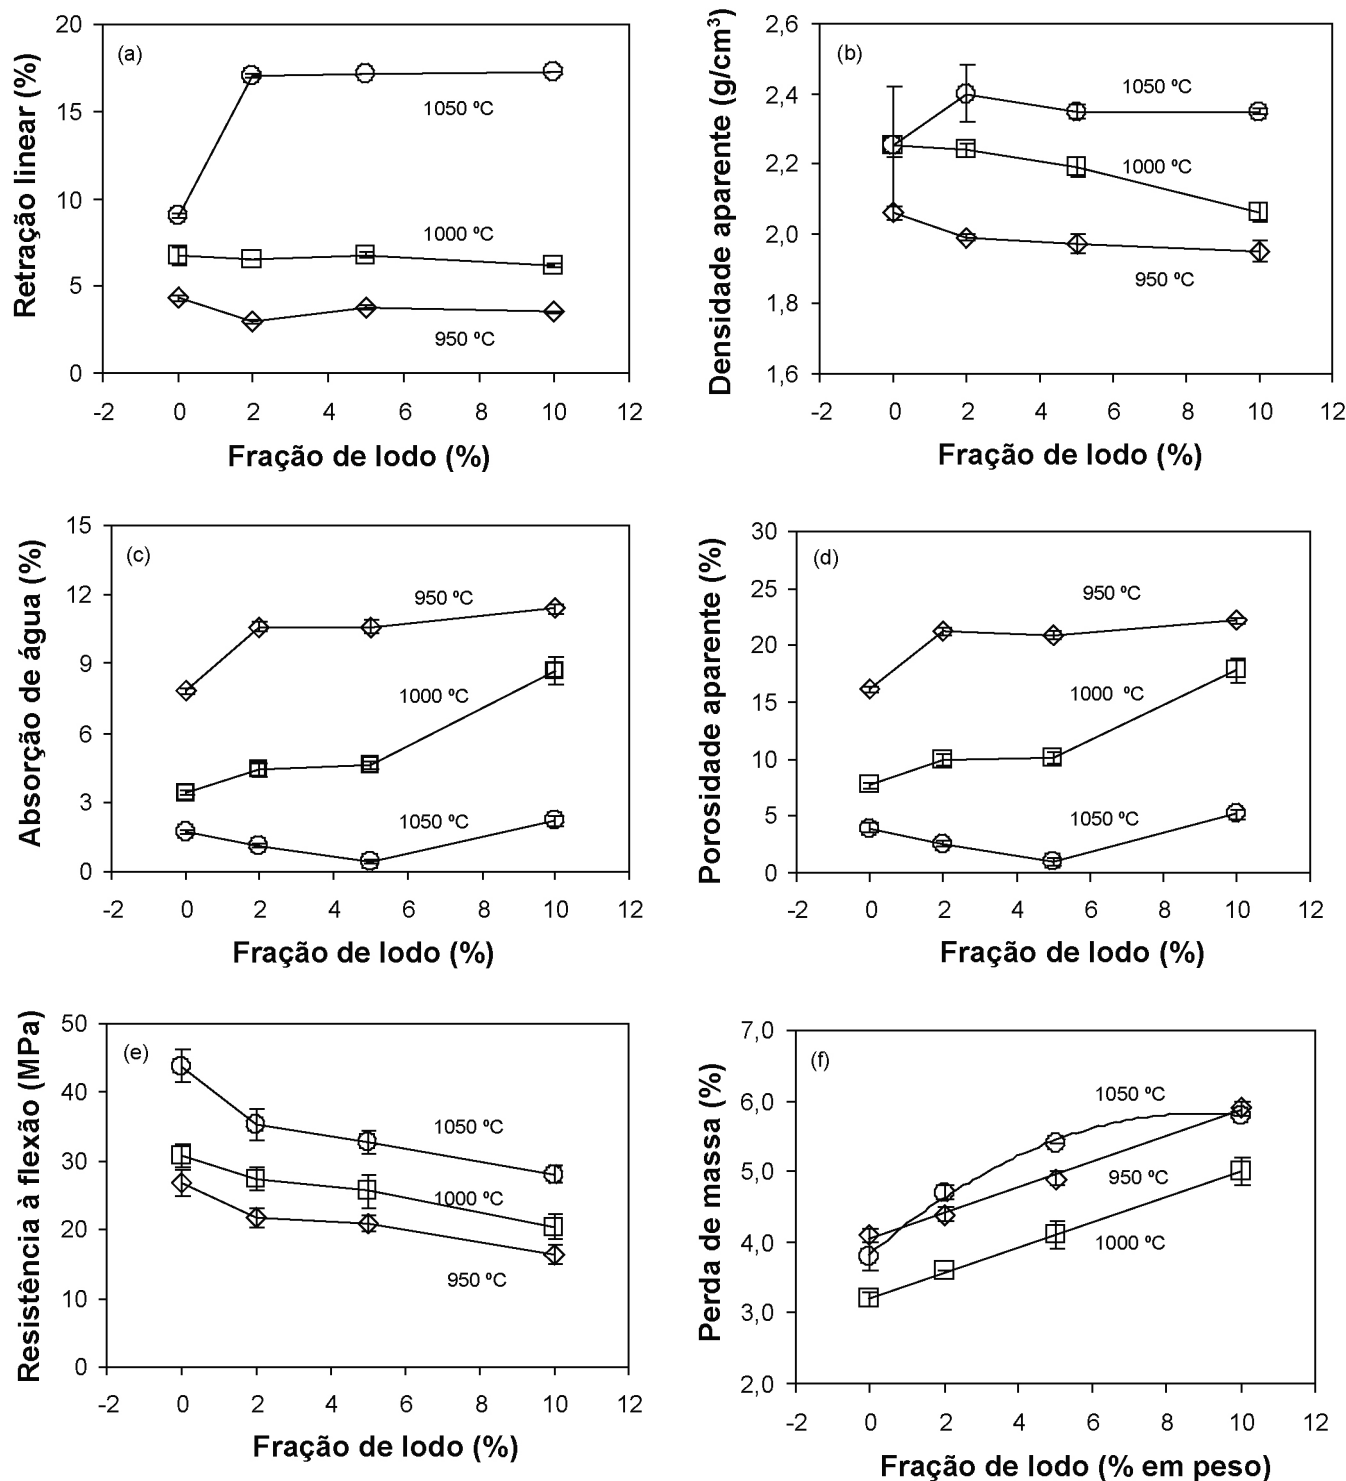 (a)
Retração linear (%)
20
15
10
5
0
1050 ºC
1000 ºC
950 ºC
-2 0 2 4 6 8 10 12
Fração de lodo (%)
(b)
Densidade aparente (g/cm³)
2,6
2,4
2,2
2,0
1,8
1,6
1050 ºC
1000 ºC
950 ºC
-2 0 2 4 6 8 10 12
Fração de lodo (%)
(c)
Absorção de água (%)
15
12
9
6
3
0
950 ºC
1000 ºC
1050 ºC
-2 0 2 4 6 8 10 12
Fração de lodo (%)
(d)
Porosidade aparente (%)
30
25
20
15
10
5
0
950 ºC
1000 ºC
1050 ºC
-2 0 2 4 6 8 10 12
Fração de lodo (%)
(e)
Resistência à flexão (MPa)
50
40
30
20
10
0
1050 ºC
1000 ºC
950 ºC
-2 0 2 4 6 8 10 12
Fração de lodo (%)
(f)
Perda de massa (%)
7,0
6,0
5,0
4,0
3,0
2,0
1050 ºC
950 ºC
1000 ºC
-2 0 2 4 6 8 10 12
Fração de lodo (% em peso)